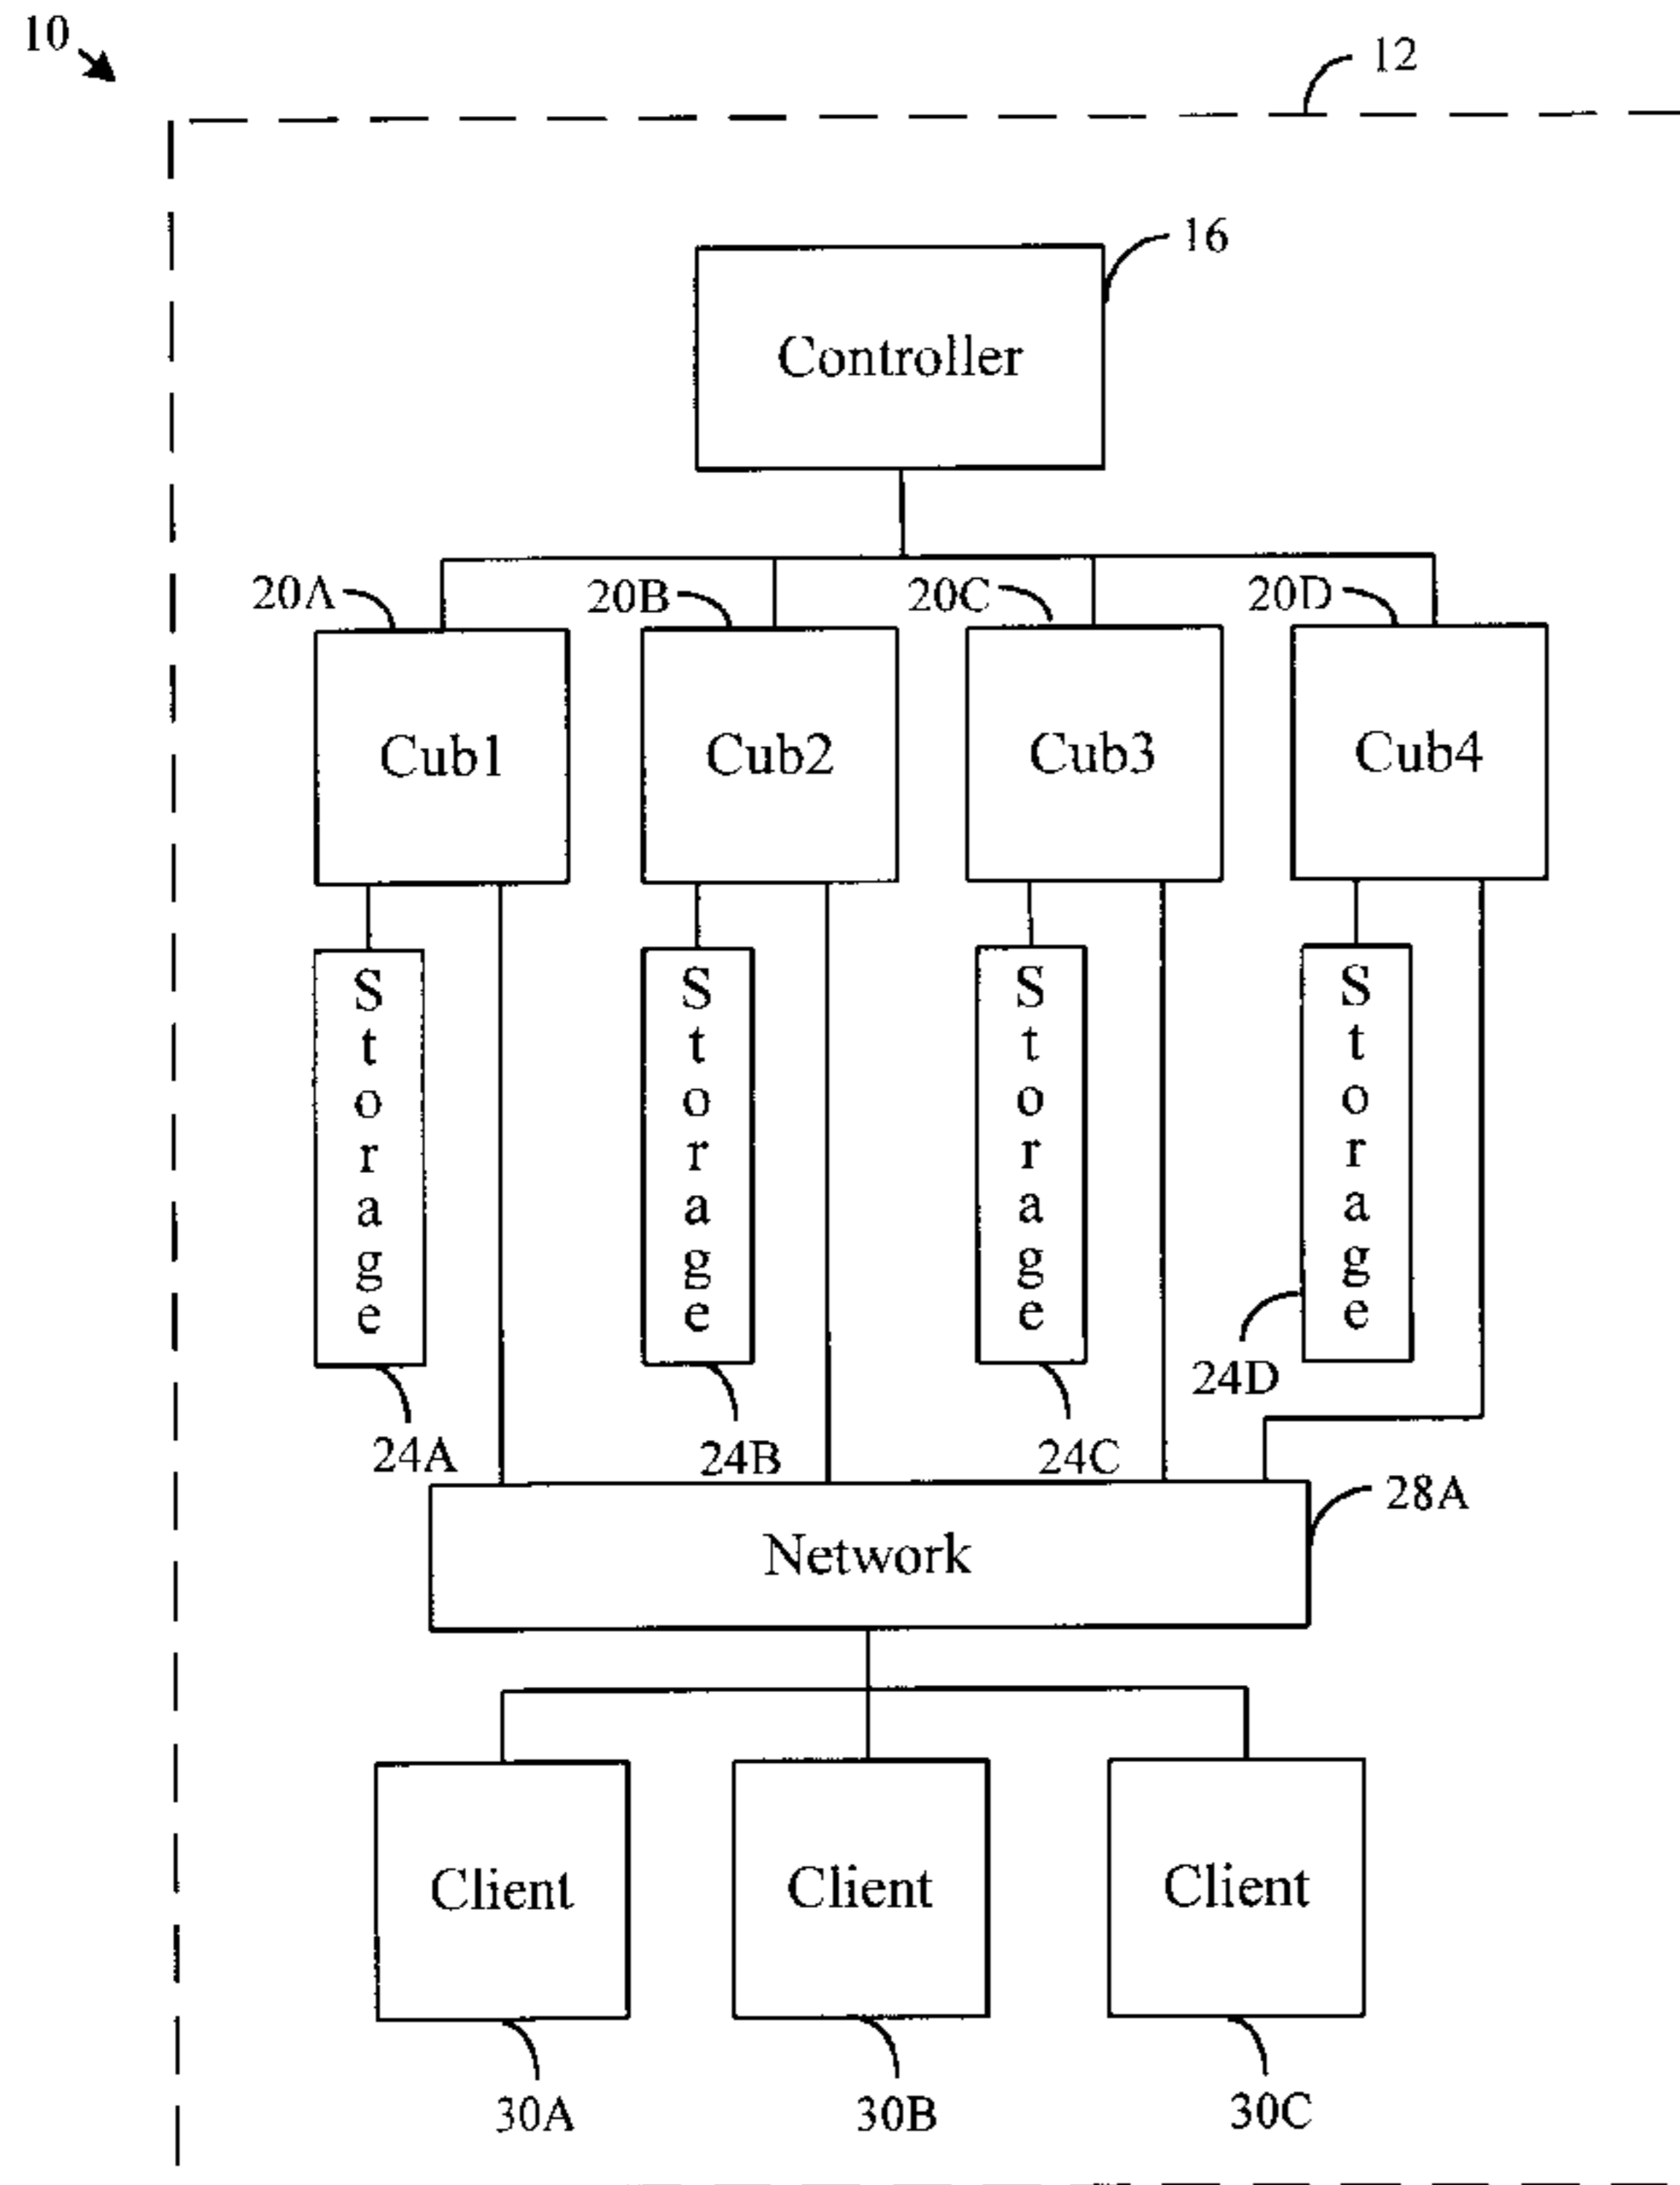 10
12
16
Controller
20A
20B
20C
20D
Cub1
Cub2
Cub3
Cub4
Storage
Storage
Storage
Storage
24A
24B
24C
24D
28A
Network
Client
Client
Client
30A
30B
30C